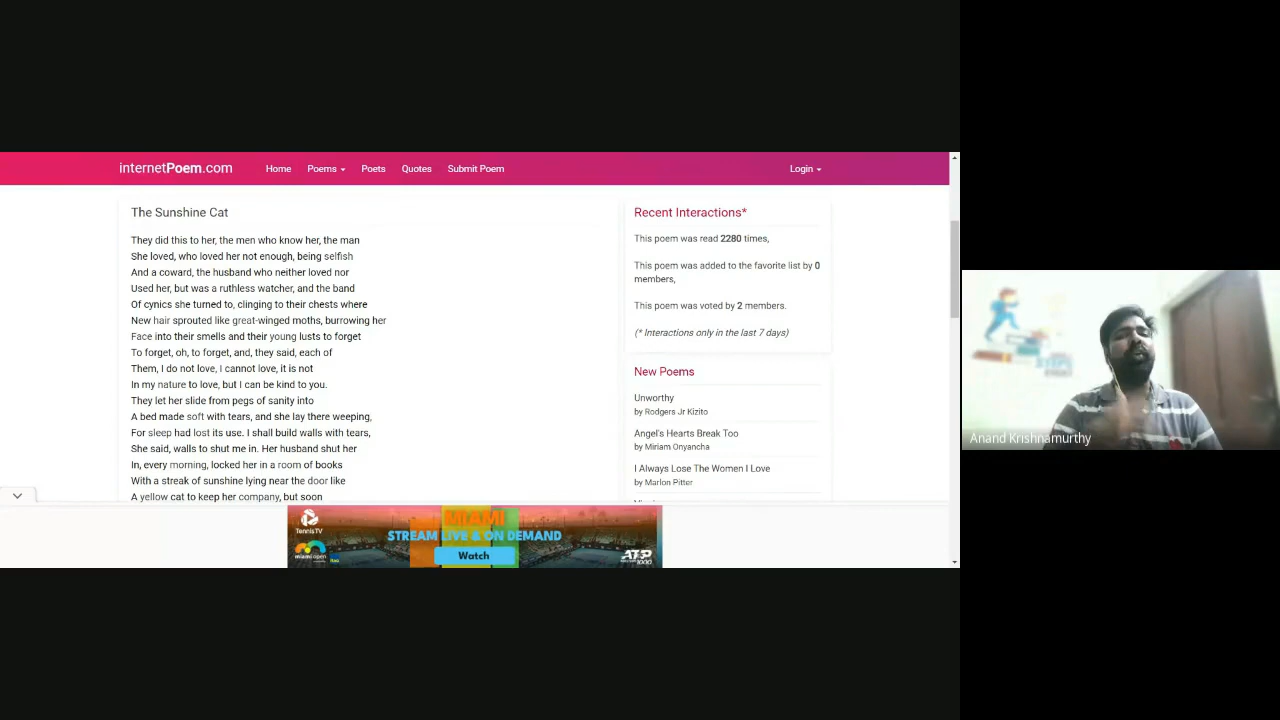 internetPoem.com
Home
Poems
Poets
Quotes
Submit Poem
Login
The Sunshine Cat
They did this to her, the men who know her, the man
She loved, who loved her not enough, being selfish
And a coward, the husband who neither loved nor
Used her, but was a ruthless watcher, and the band
Of cynics she turned to, clinging to their chests where
New hair sprouted like great-winged moths, burrowing her
Face into their smells and their young lusts to forget
To forget, oh, to forget, and, they said, each of
Them, I do not love, I cannot love, it is not
In my nature to love, but I can be kind to you.
They let her slide from pegs of sanity into
A bed made soft with tears, and she lay there weeping,
For sleep had lost its use. I shall build walls with tears,
She said, walls to shut me in. Her husband shut her
In, every morning, locked her in a room of books
With a streak of sunshine lying near the door like
A yellow cat to keep her company, but soon
Recent Interactions*
This poem was read 2280 times,
This poem was added to the favorite list by 0
members,
This poem was voted by 2 members.
(* Interactions only in the last 7 days)
New Poems
Unworthy
by Rodgers Jr Kizito
Angel's Hearts Break Too
by Miriam Onyancha
I Always Lose The Women I Love
by Marlon Pitter
TennisTV
miami open
MIAMI
STREAM LIVE & ON DEMAND
Watch
ATP
1000
STEPS
Anand Krishnamurthy